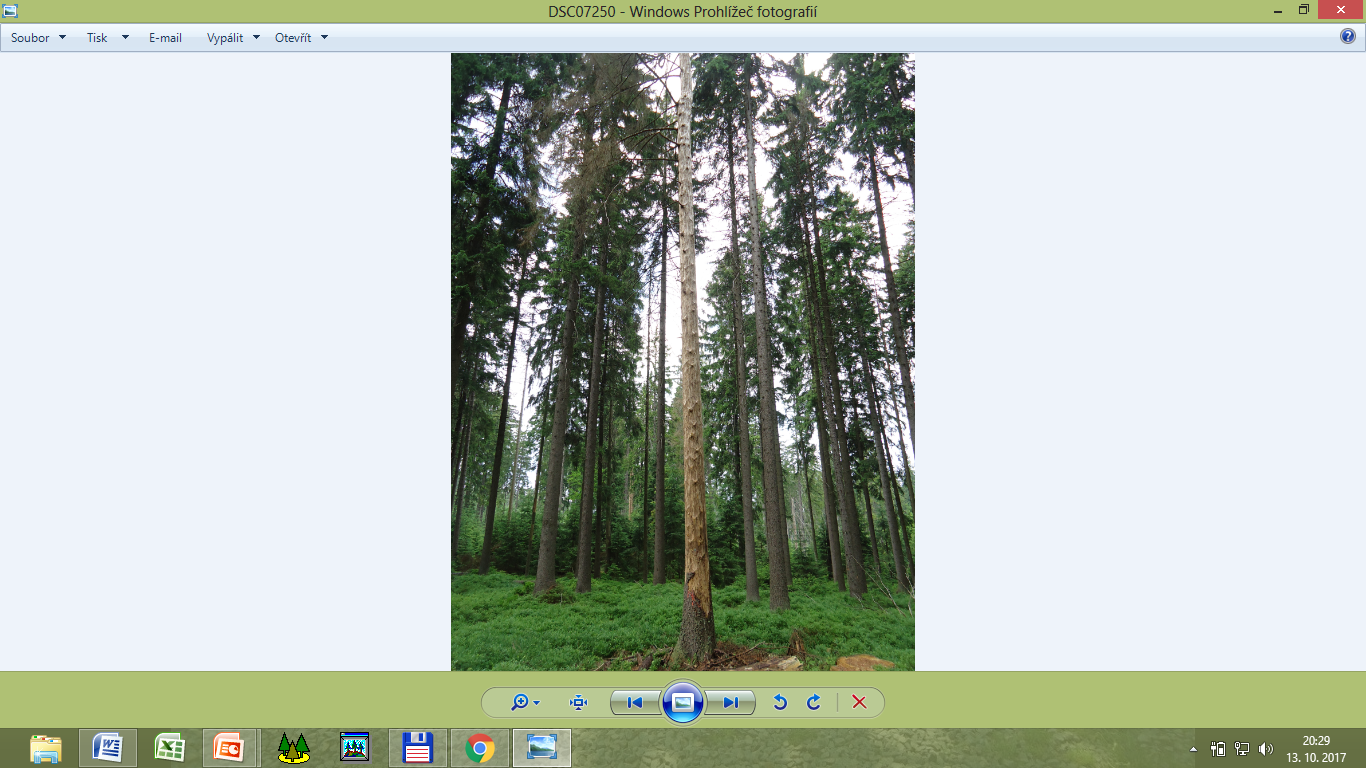 DSC07250 - Windows Prohlížeč fotografií
Soubor Tisk E-mail Vypálit Otevřít
20:29
13. 10. 2017